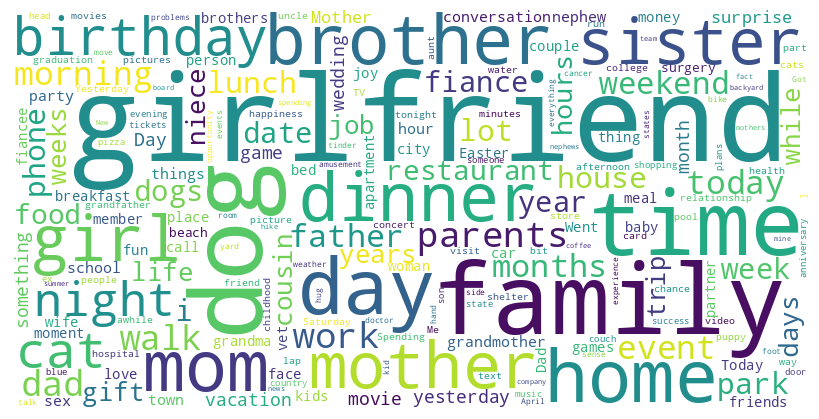 head movies brothers uncle Mother conversation nephew money surprise
problems run
birthday brother sister
graduation pictures person couple aunt team part
move cats
morning Yesterday niece lunch joy wedding fiance water college surgery weekend Got
TV hours cancer everything fact
party board spending happiness minutes bike backyard while
girlfriend
fiancee phone weeks evening New tickets Day pizza events date job hour tonight city Easter someone thing states month plans mothers
game
things bed apartment restaurant afternoon shopping house health today
breakfast dogs dog dinner nephews relationship
food grandfather place room picture amusement year meal time
member beach hike concert store pool card anniversary
girl fun call yard father card parents Went baby mine
something school life cousin years visit coffee bit car woman months week
ex people friend weather day family experience trip partner chance
night i childhood vet hug shelter son side state
summer Saturday doctor Me hand
wife awhile grandma Spending work grandmother couch success video days
moment walk kid Dad games puppy
cat hospital mom lap face mother text sense event Today foot way
blue love country home park door
dad gift town news kids movie music company
talk sex vacation yesterday April friends